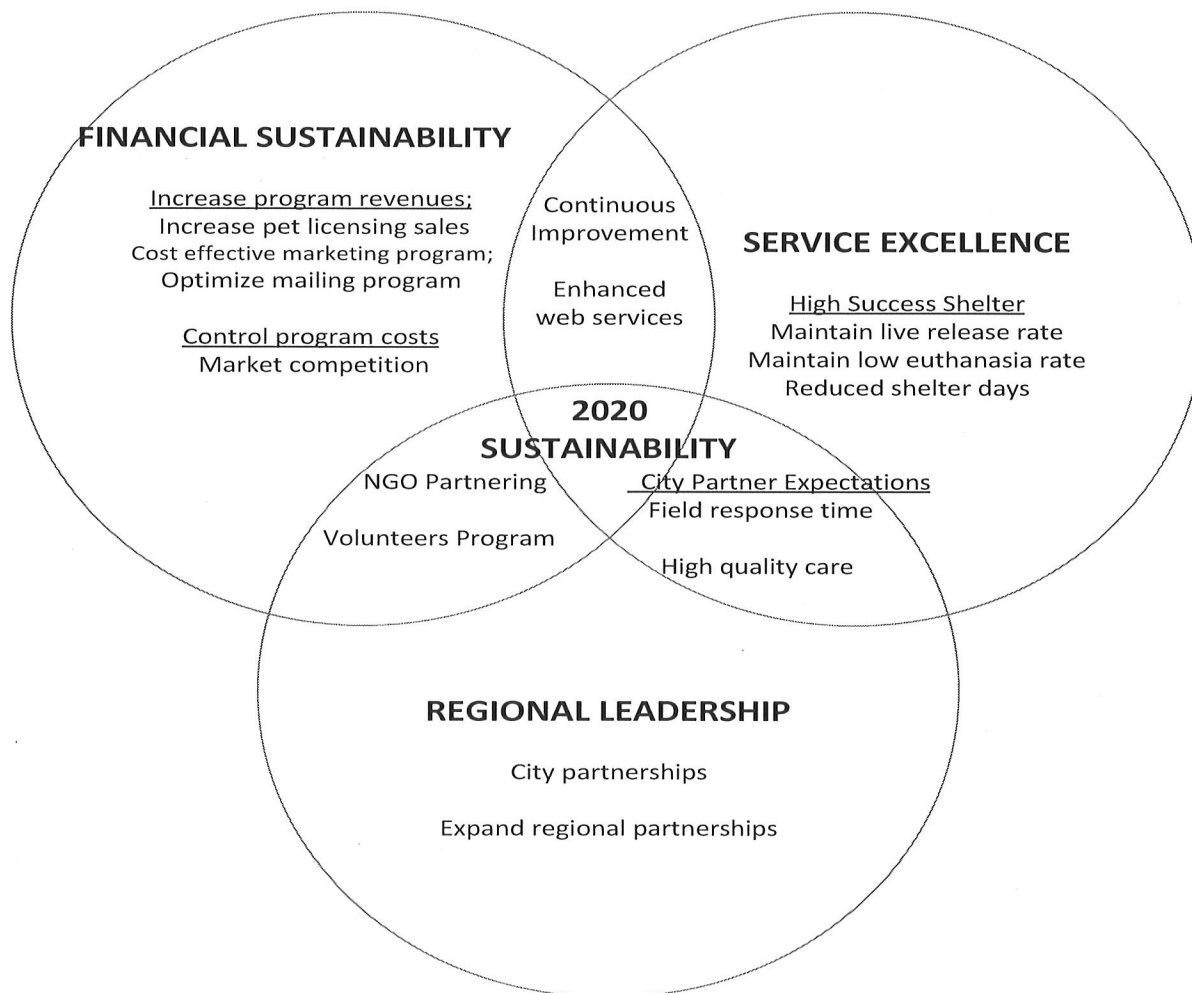 FINANCIAL SUSTAINABILITY
Increase program revenues;
Increase pet licensing sales
Cost effective marketing program;
Optimize mailing program
Control program costs
Market competition
Continuous
Improvement
Enhanced
web services
SERVICE EXCELLENCE
High Success Shelter
Maintain live release rate
Maintain low euthanasia rate
Reduced shelter days
2020
SUSTAINABILITY
NGO Partnering
Volunteers Program
City Partner Expectations
Field response time
High quality care
REGIONAL LEADERSHIP
City partnerships
Expand regional partnerships